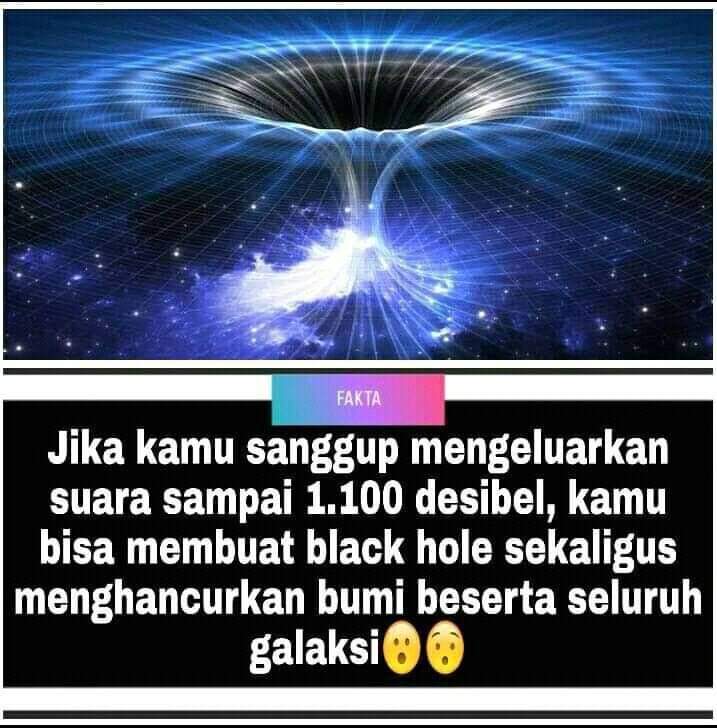 FAKTA
Jika kamu sanggup mengeluarkan
suara sampai 1.100 desibel, kamu
bisa membuat black hole sekaligus
menghancurkan bumi beserta seluruh
galaksi😮😯